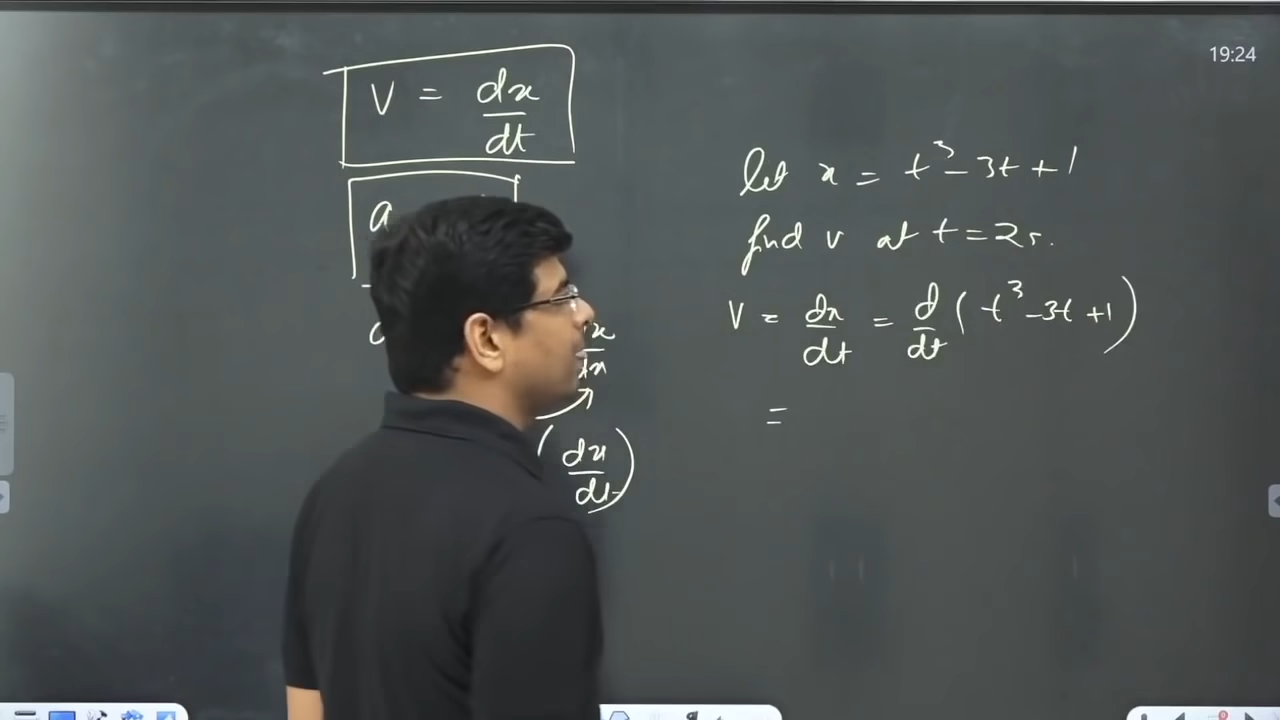 19:24
V = dx/dt
a
let x = t³ - 3t + 1
find v at t = 2s.
V = dx/dt = d/dt (t³ - 3t + 1)
=
(dx/dt)